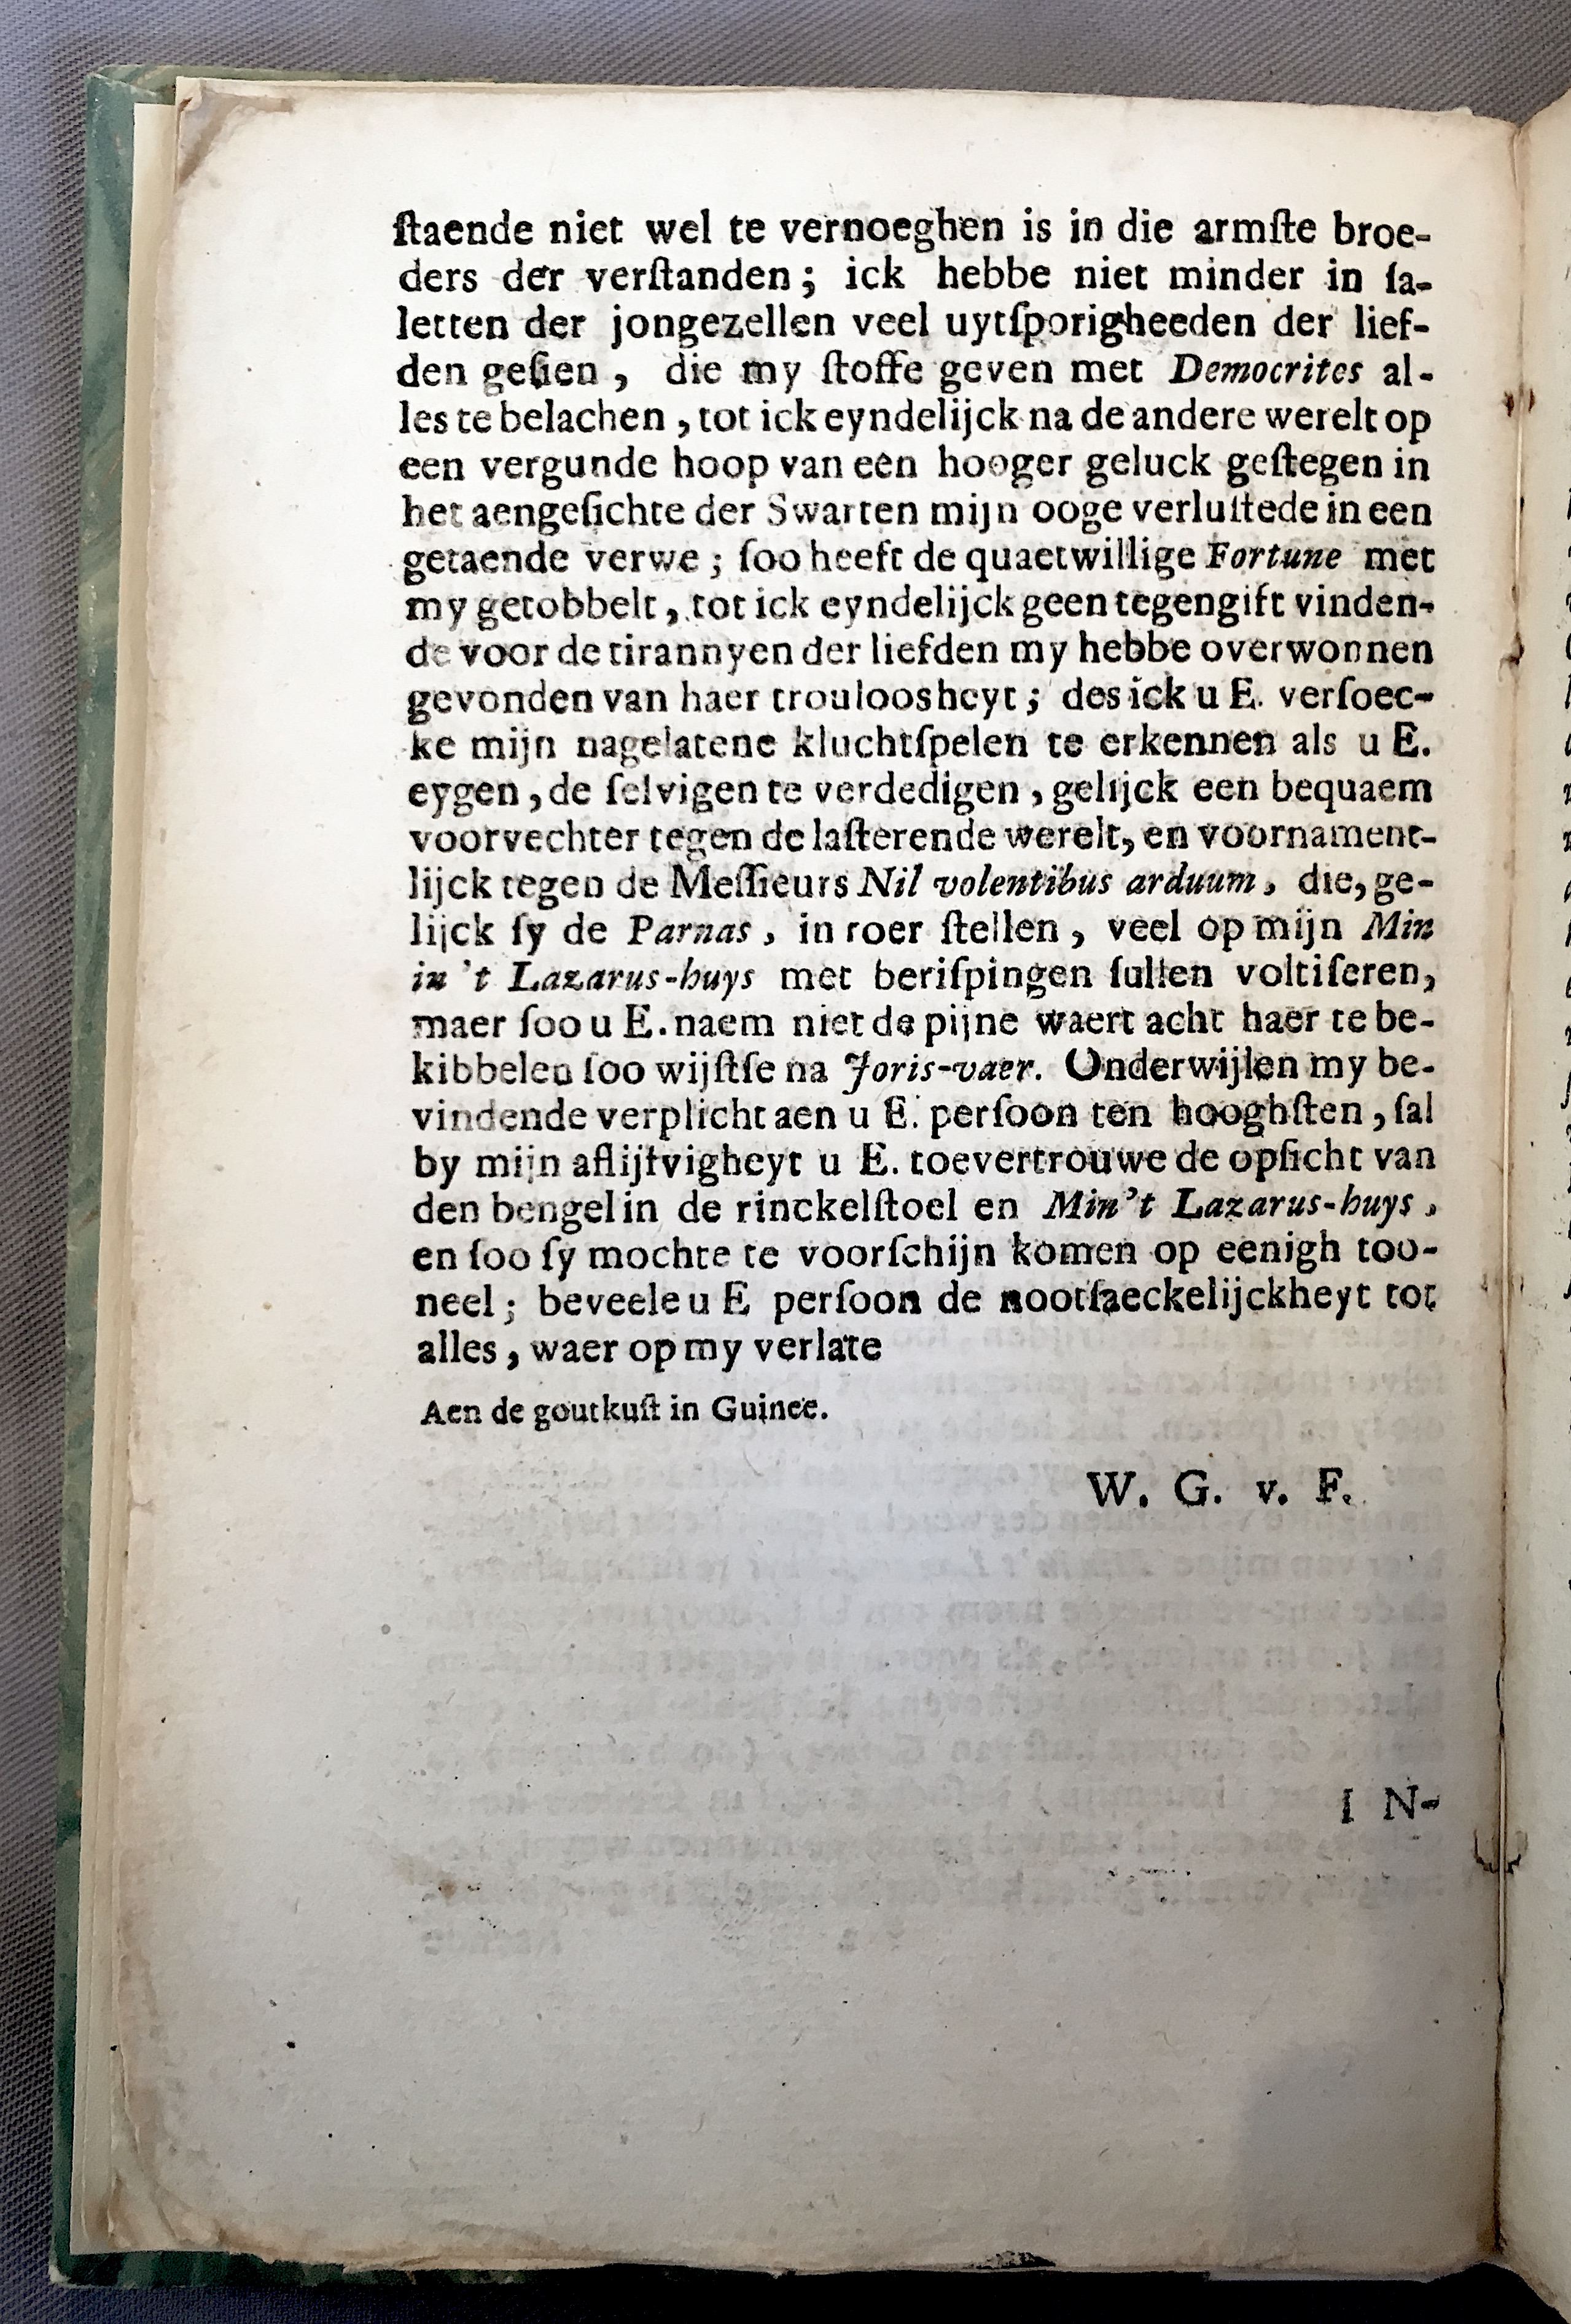 ſtaende niet wel te vernoeghen is in die armſte broe-
ders der verſtanden; ick hebbe niet minder in ſa-
letten der jongezellen veel uytſporigheeden der lief-
den geſien, die my ſtoffe geven met Democrites al-
les te belachen, tot ick eyndelijck na de andere werelt op
een vergunde hoop van een hooger geluck geſtegen in
het aengeſichte der Swarten mijn ooge verluſtede in een
getaende verwe; ſoo heeft de quaetwillige Fortune met
my getobbelt, tot ick eyndelijck geen tegengift vinden-
de voor de tirannyen der liefden my hebbe overwonnen
gevonden van haer trouloosheyt; des ick u E. verſoec-
ke mijn nagelatene kluchtſpelen te erkennen als u E.
eygen, de ſelvigen te verdedigen, gelijck een bequaem
voorvechter tegen de laſterende werelt, en voornament-
lijck tegen de Meſſieurs Nil volentibus arduum, die, ge-
lijck ſy de Parnas, in roer ſtellen, veel op mijn Min
in 't Lazarus-huys met beriſpingen ſullen voltiſeren,
maer ſoo u E. naem niet de pijne waert acht haer te be-
kibbelen ſoo wijſtſe na Joris-vaer. Onderwijlen my be-
vindende verplicht aen u E. perſoon ten hooghſten, ſal
by mijn aflijfvigheyt u E. toevertrouwe de opſicht van
den bengel in de rinckelſtoel en Min't Lazarus-huys,
en ſoo ſy mochte te voorſchijn komen op eenigh too-
neel; beveele u E perſoon de nootſaeckelijckheyt tot
alles, waer op my verlate
Aen de goutkuſt in Guinee.
W. G. v. F.
I N-